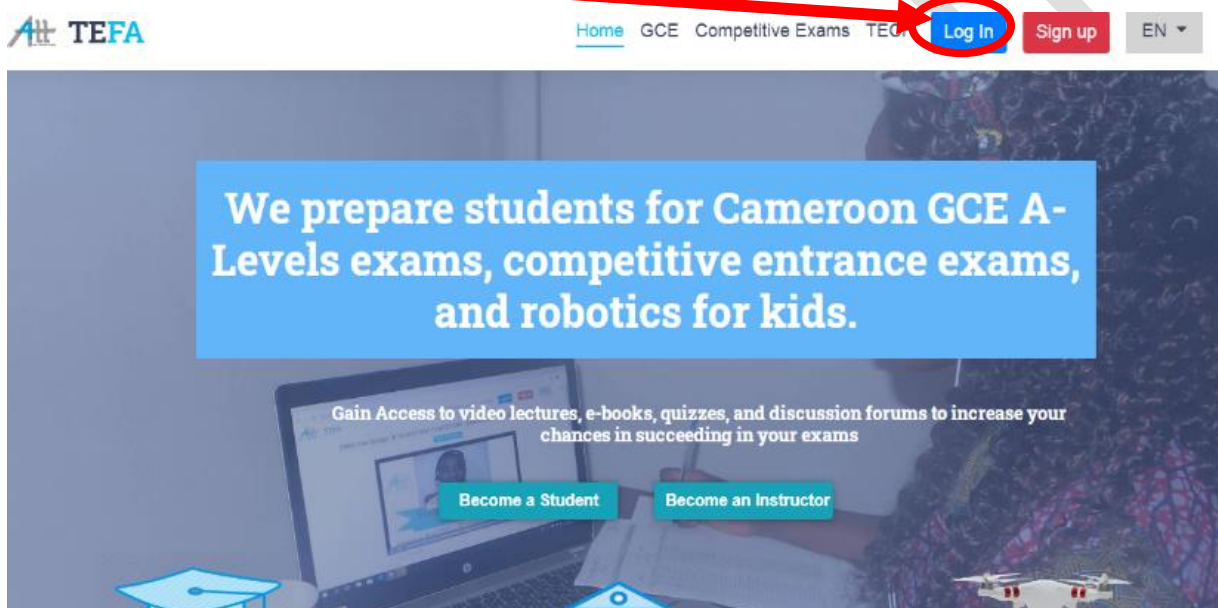 Att TEFA
Home GCE Competitive Exams Log In Sign up EN
We prepare students for Cameroon GCE A-
Levels exams, competitive entrance exams,
and robotics for kids.
Gain Access to video lectures, e-books, quizzes, and discussion forums to increase your
chances in succeeding in your exams
Become a Student Become an Instructor